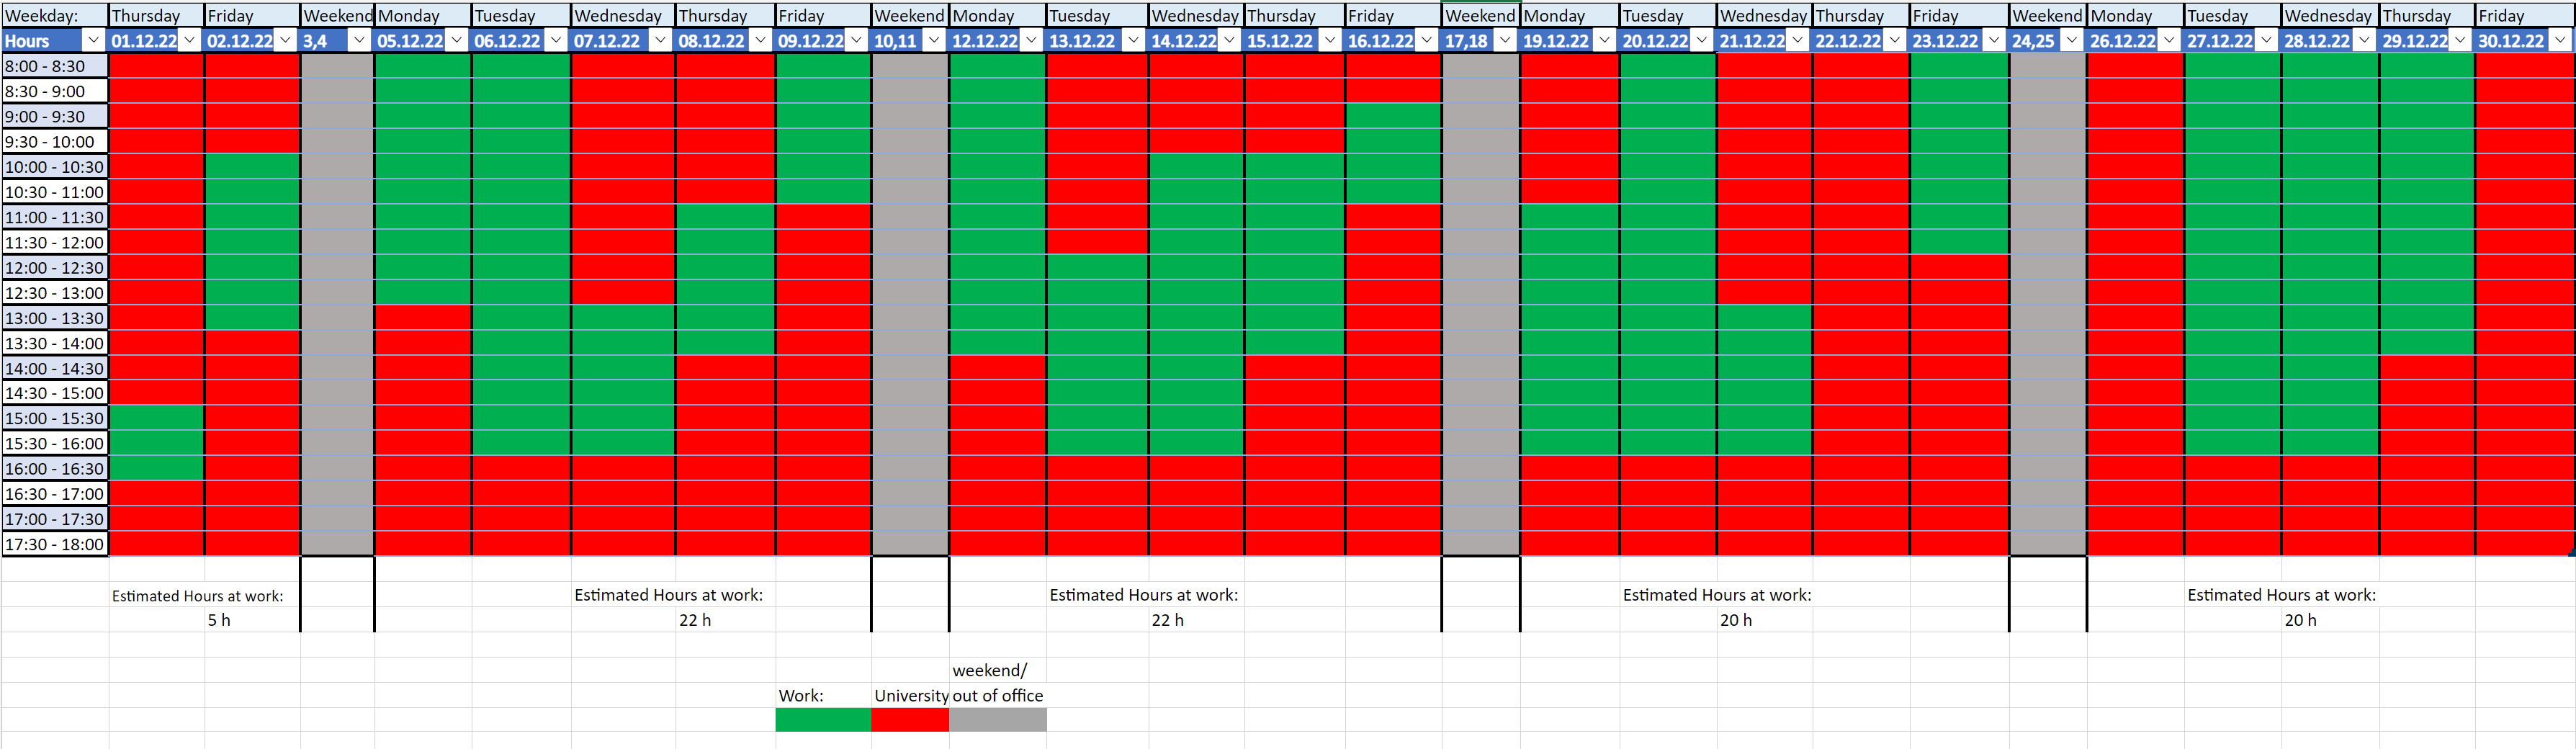 Weekday: Thursday Friday Weekend Monday Tuesday Wednesday Thursday Friday Weekend Monday Tuesday Wednesday Thursday Friday Weekend Monday Tuesday Wednesday Thursday Friday Weekend Monday Tuesday Wednesday Thursday Friday
Hours 01.12.22 02.12.22 3,4 05.12.22 06.12.22 07.12.22 08.12.22 09.12.22 10,11 12.12.22 13.12.22 14.12.22 15.12.22 16.12.22 17,18 19.12.22 20.12.22 21.12.22 22.12.22 23.12.22 24,25 26.12.22 27.12.22 28.12.22 29.12.22 30.12.22
8:00 - 8:30
8:30 - 9:00
9:00 - 9:30
9:30 - 10:00
10:00 - 10:30
10:30 - 11:00
11:00 - 11:30
11:30 - 12:00
12:00 - 12:30
12:30 - 13:00
13:00 - 13:30
13:30 - 14:00
14:00 - 14:30
14:30 - 15:00
15:00 - 15:30
15:30 - 16:00
16:00 - 16:30
16:30 - 17:00
17:00 - 17:30
17:30 - 18:00
Estimated Hours at work: Estimated Hours at work: Estimated Hours at work: Estimated Hours at work: Estimated Hours at work:
5 h 22 h 22 h 20 h 20 h
weekend/
Work: University out of office